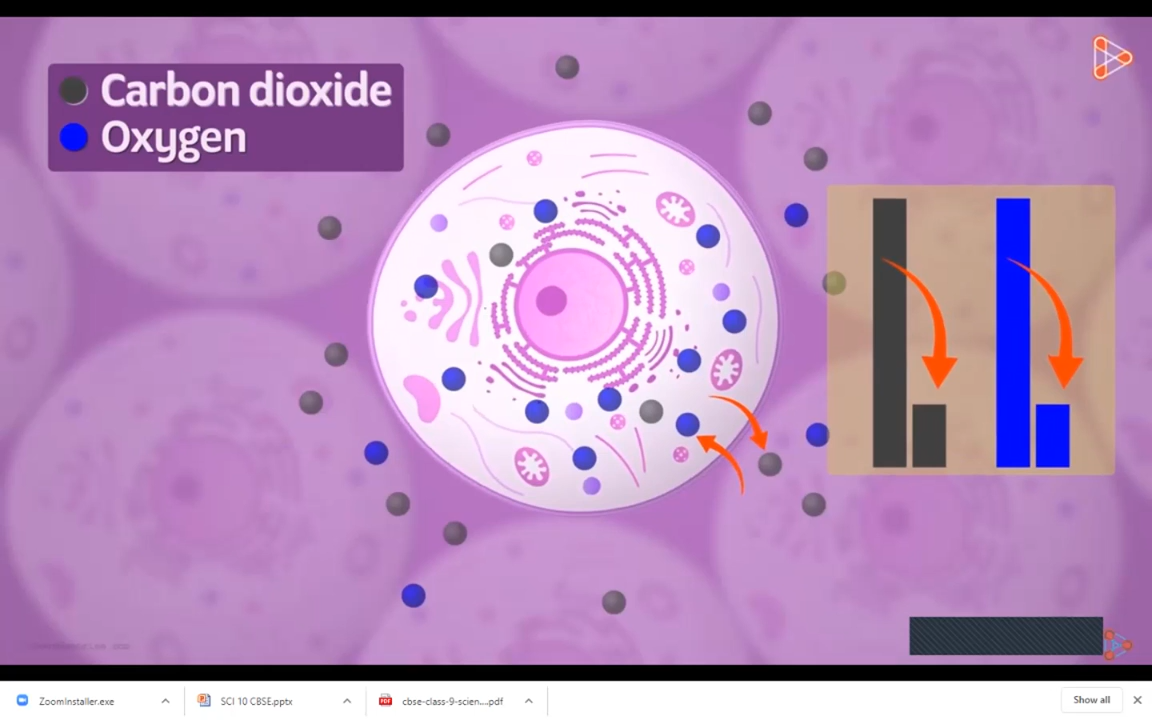 Carbon dioxide
Oxygen
ZoomInstaller.exe
SCI 10 CBSE.pptx
cbse-class-9-scien....pdf
Show all